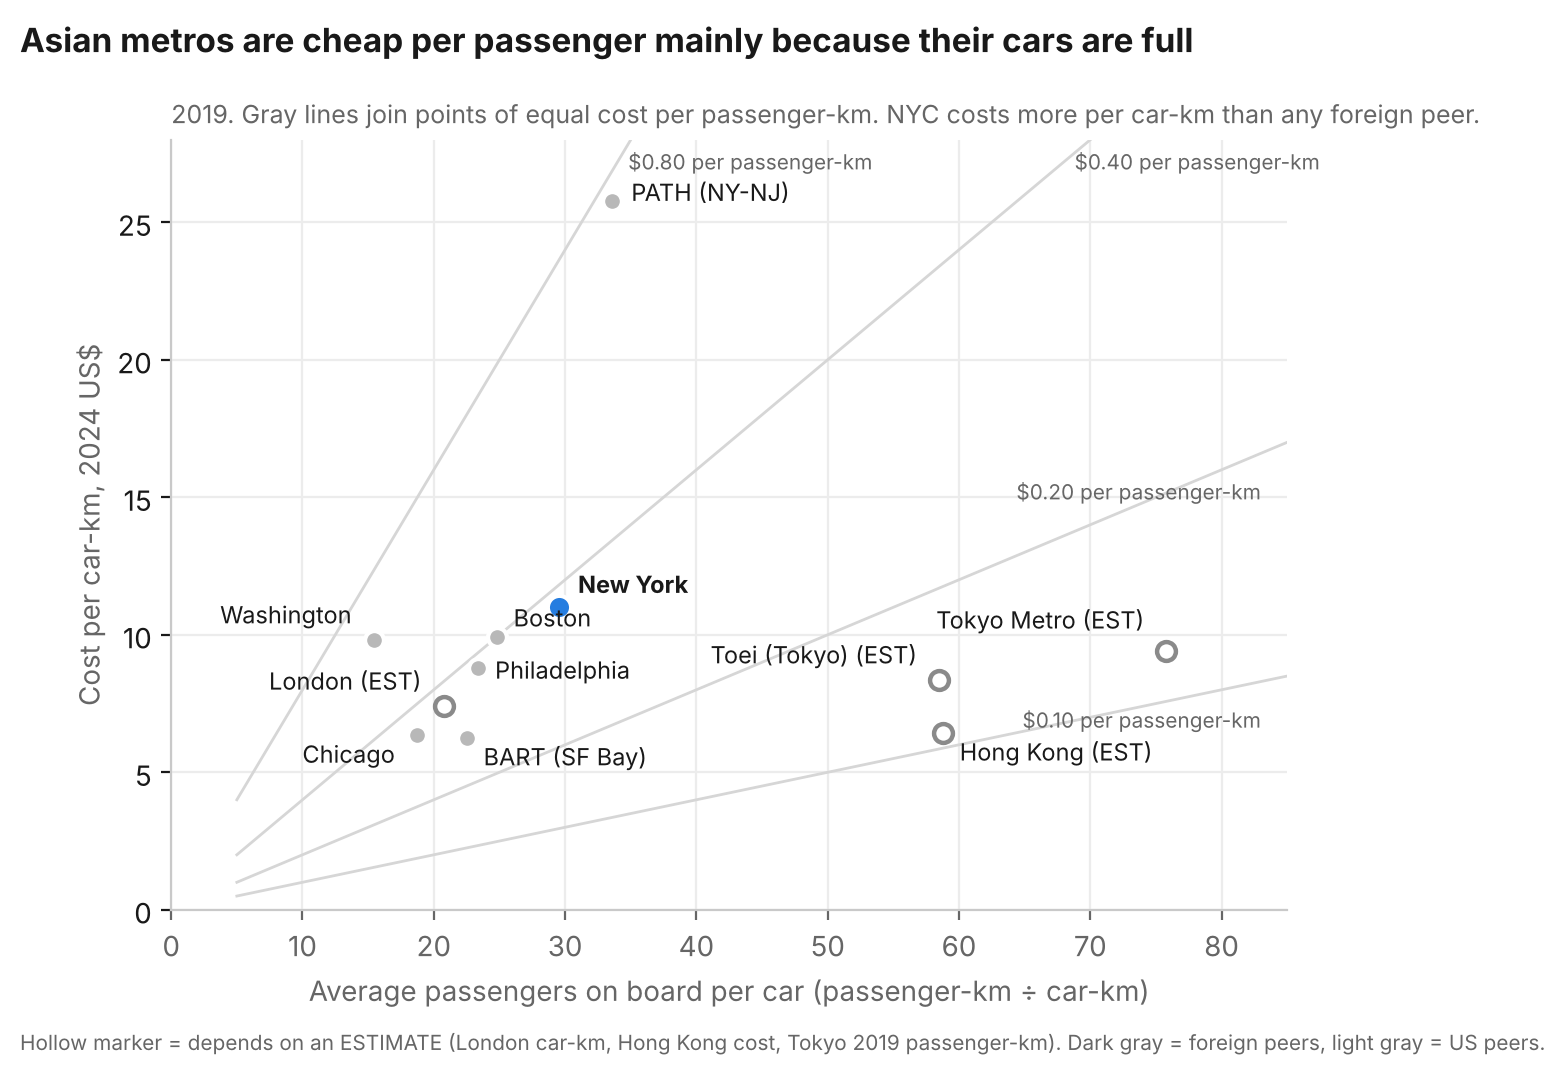 Asian metros are cheap per passenger mainly because their cars are full
2019. Gray lines join points of equal cost per passenger-km. NYC costs more per car-km than any foreign peer.
$0.80 per passenger-km
$0.40 per passenger-km
PATH (NY-NJ)
25
20
15
10
5
0
Cost per car-km, 2024 US$
$0.20 per passenger-km
New York
Washington
Boston
Tokyo Metro (EST)
Toei (Tokyo) (EST)
Philadelphia
London (EST)
$0.10 per passenger-km
Chicago
BART (SF Bay)
Hong Kong (EST)
0 10 20 30 40 50 60 70 80
Average passengers on board per car (passenger-km ÷ car-km)
Hollow marker = depends on an ESTIMATE (London car-km, Hong Kong cost, Tokyo 2019 passenger-km). Dark gray = foreign peers, light gray = US peers.